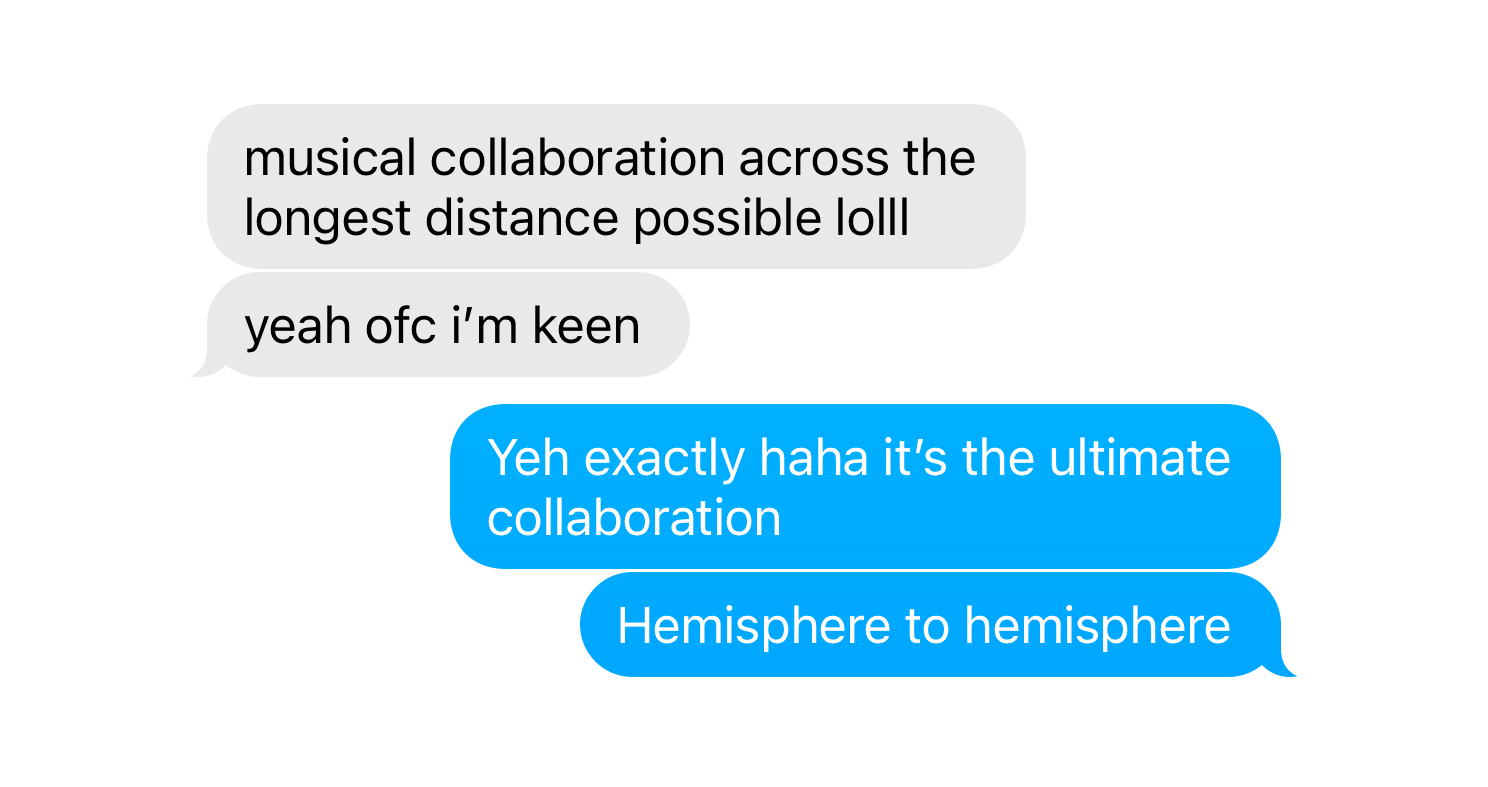 musical collaboration across the
longest distance possible lolll
yeah ofc i’m keen
Yeh exactly haha it’s the ultimate
collaboration
Hemisphere to hemisphere